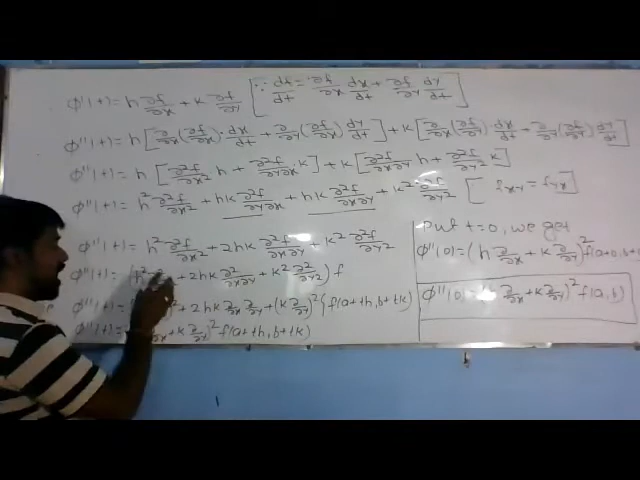 φ'(t) = h ∂f/∂x + k ∂f/∂y [∵ df/dt = ∂f/∂x dx/dt + ∂f/∂y dy/dt]
φ''(t) = h[∂/∂x(∂f/∂x)·dx/dt + ∂/∂y(∂f/∂x) dy/dt] + k[∂/∂x(∂f/∂y) dx/dt + ∂/∂y(∂f/∂y) dy/dt]
φ''(t) = h[∂²f/∂x² h + ∂²f/∂y∂x · k] + k[∂²f/∂x∂y h + ∂²f/∂y² k]
φ''(t) = h² ∂²f/∂x² + hk ∂²f/∂y∂x + hk ∂²f/∂x∂y + k² ∂²f/∂y² [fxy = fyx]
φ''(t) = h² ∂²f/∂x² + 2hk ∂²f/∂x∂y + k² ∂²f/∂y²
φ''(t) = (h² + 2hk ∂²/∂x∂y + k² ∂²/∂y²) f
φ''(t) = + 2hk ∂/∂x ∂/∂y + (k ∂/∂y)² f(a+th, b+tk)
φ''(t) = ∂/∂x + k ∂/∂y)² f(a+th, b+tk)
Put t=0, we get
φ''(0) = (h ∂/∂x + k ∂/∂y)² f(a+0, b+
φ''(0) = ∂/∂x + k ∂/∂y)² f(a, b)